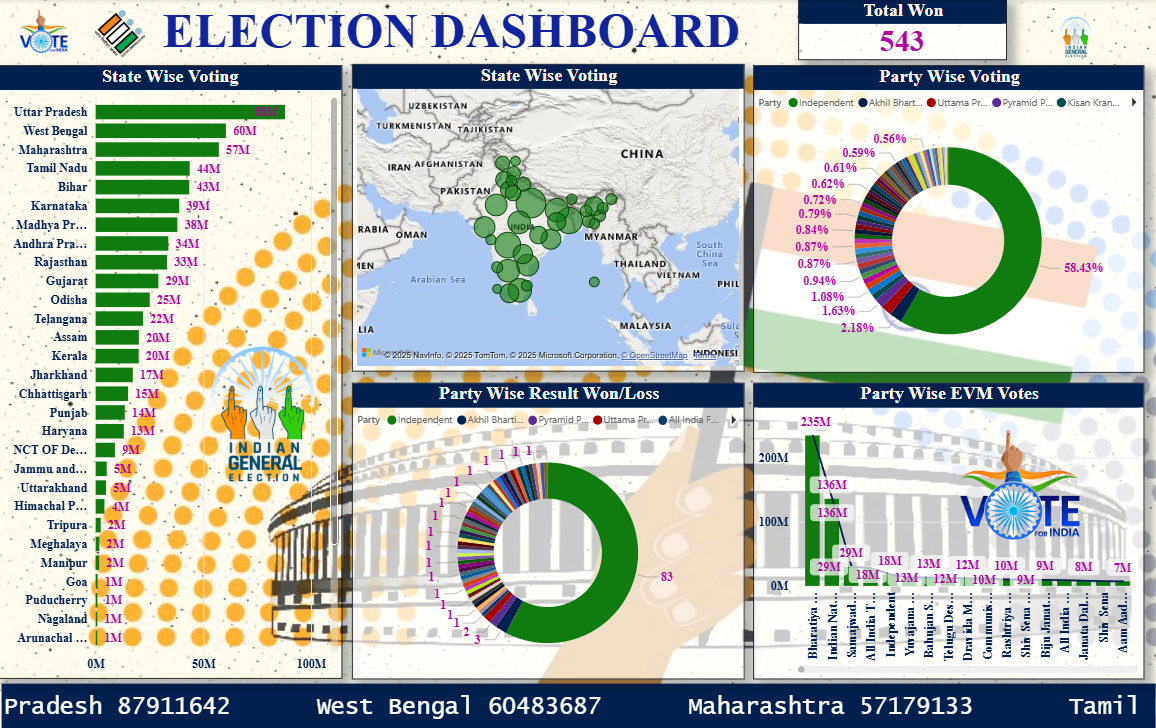 VOTE
FOR INDIA
ELECTION DASHBOARD
Total Won
543
INDIAN
GENERAL
ELECTION
State Wise Voting
Uttar Pradesh
West Bengal 60M
Maharashtra 57M
Tamil Nadu 44M
Bihar 43M
Karnataka 39M
Madhya Pr... 38M
Andhra Pra... 34M
Rajasthan 33M
Gujarat 29M
Odisha 25M
Telangana 22M
Assam 20M
Kerala 20M
Jharkhand 17M
Chhattisgarh 15M
Punjab 14M
Haryana 13M
NCT OF De... 9M
Jammu and... 5M
Uttarakhand 5M
Himachal P... 4M
Tripura 2M
Meghalaya 2M
Manipur 2M
Goa 1M
Puducherry 1M
Nagaland 1M
Arunachal ... 1M
0M 50M 100M
INDIAN
GENERAL
ELECTION
State Wise Voting
UZBEKISTAN
TURKMENISTAN
TAJIKISTAN
CHINA
IRAN
AFGHANISTAN
PAKISTAN
RABIA
OMAN
INDIA
MYANMAR
MEN
Arabian Sea
THAILAND
South
China
Sea
VIETNAM
PHIL
LIA
MALAYSIA
Sulu
INDONESI
© 2025 NavInfo, © 2025 TomTom, © 2025 Microsoft Corporation, © OpenStreetMap Terms
Party Wise Voting
Party Independent Akhil Bhart... Uttama Pr... Pyramid P... Kisan Kran...
0.56%
0.59%
0.61%
0.62%
0.72%
0.79%
0.84%
0.87%
0.87%
0.94%
1.08%
1.63%
2.18%
58.43%
Party Wise Result Won/Loss
Party Independent Akhil Bharti... Pyramid P... Uttama Pr... All India F...
1 1 1 1
1
1
1
1
1
1
1
1
1
1
2
3
83
Party Wise EVM Votes
235M
200M
136M
136M
100M
29M
29M
18M
18M
13M
13M
12M
12M
10M
10M
9M
9M
8M
7M
0M
Bharatiya ...
Indian Nat...
Samajwad...
All India T...
Independent
Yuvajana ...
Bahujan S...
Telugu Des...
Dravida M...
Communis...
Rashtriya ...
Shiv Sena ...
Biju Janat...
All India ...
Janata Dal...
Shiv Sena
Aam Aad...
VOTE
FOR INDIA
Pradesh 87911642 West Bengal 60483687 Maharashtra 57179133 Tamil